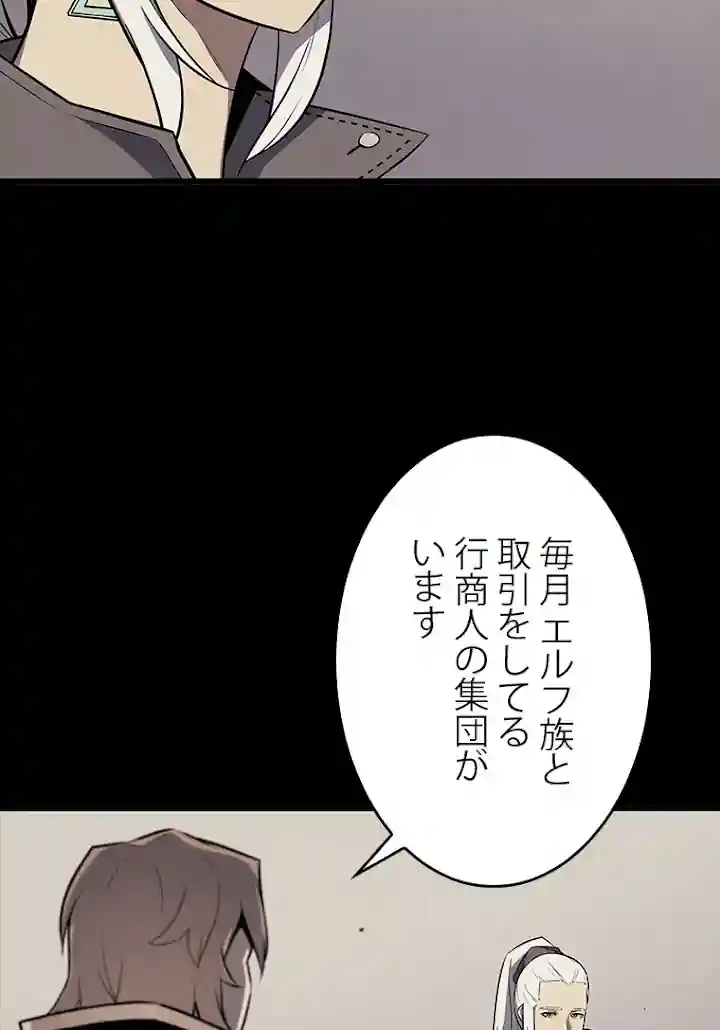 毎月エルフ族と
取引をしてる
行商人の集団が
います